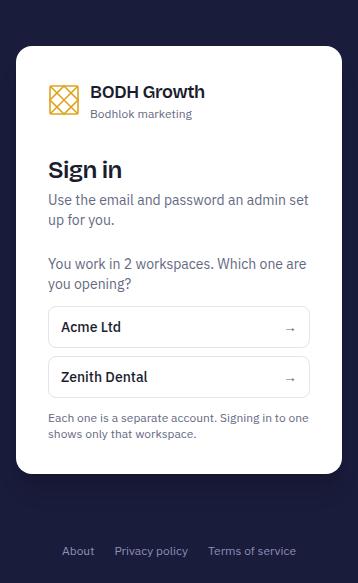 BODH Growth
Bodhlok marketing
Sign in
Use the email and password an admin set
up for you.
You work in 2 workspaces. Which one are
you opening?
Acme Ltd →
Zenith Dental →
Each one is a separate account. Signing in to one
shows only that workspace.
About Privacy policy Terms of service